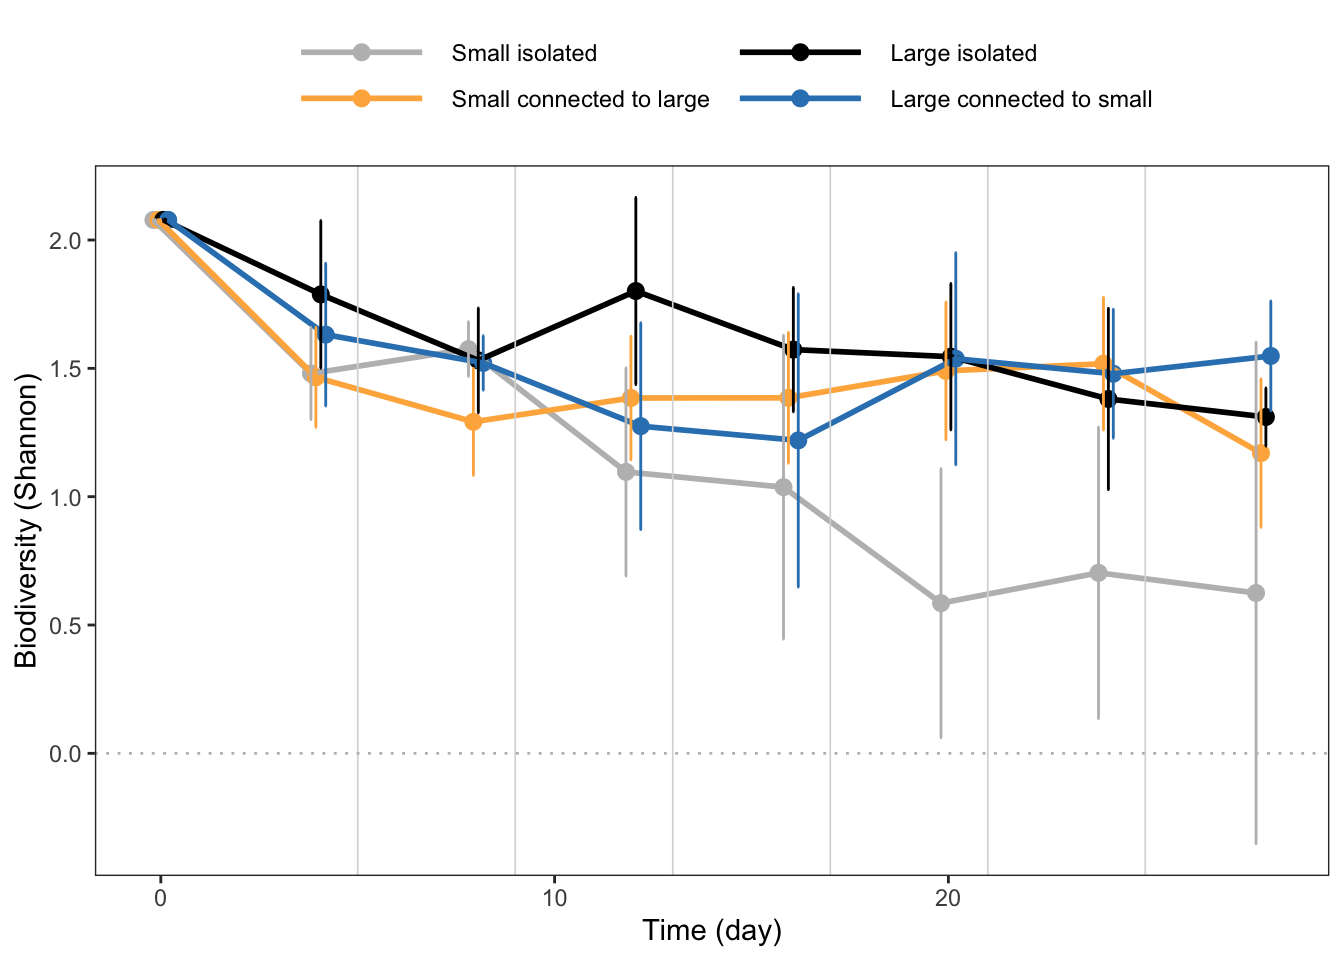 Small isolated
Large isolated
Small connected to large
Large connected to small
Biodiversity (Shannon)
2.0
1.5
1.0
0.5
0.0
0
10
20
Time (day)